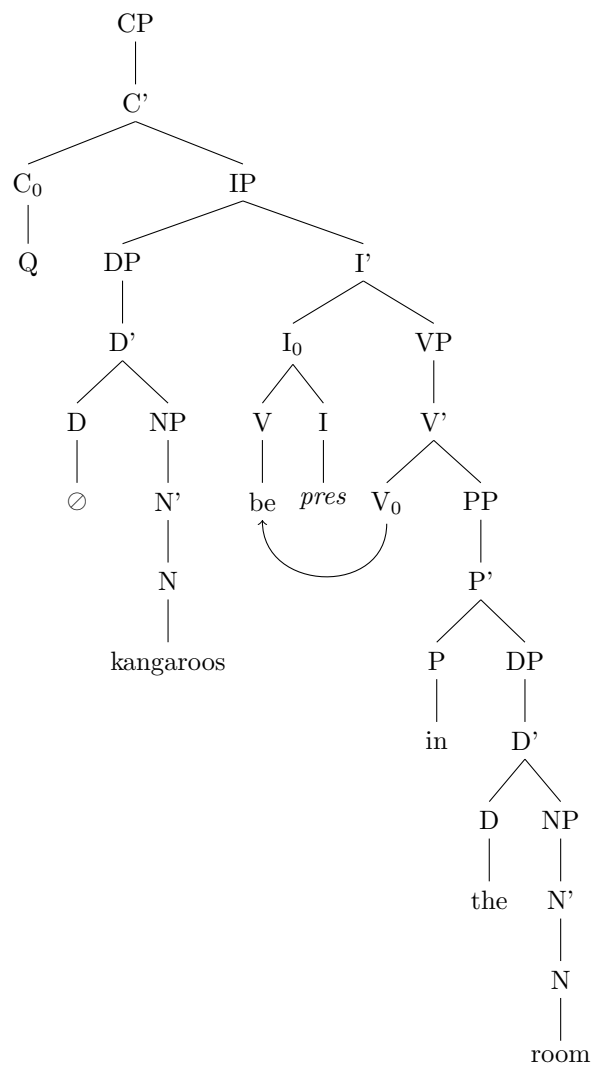 CP
C'
C₀ IP
Q DP I'
D' I₀ VP
D NP V I V'
∅ N' be pres V₀ PP
N P'
kangaroos P DP
in D'
D NP
the N'
N
room